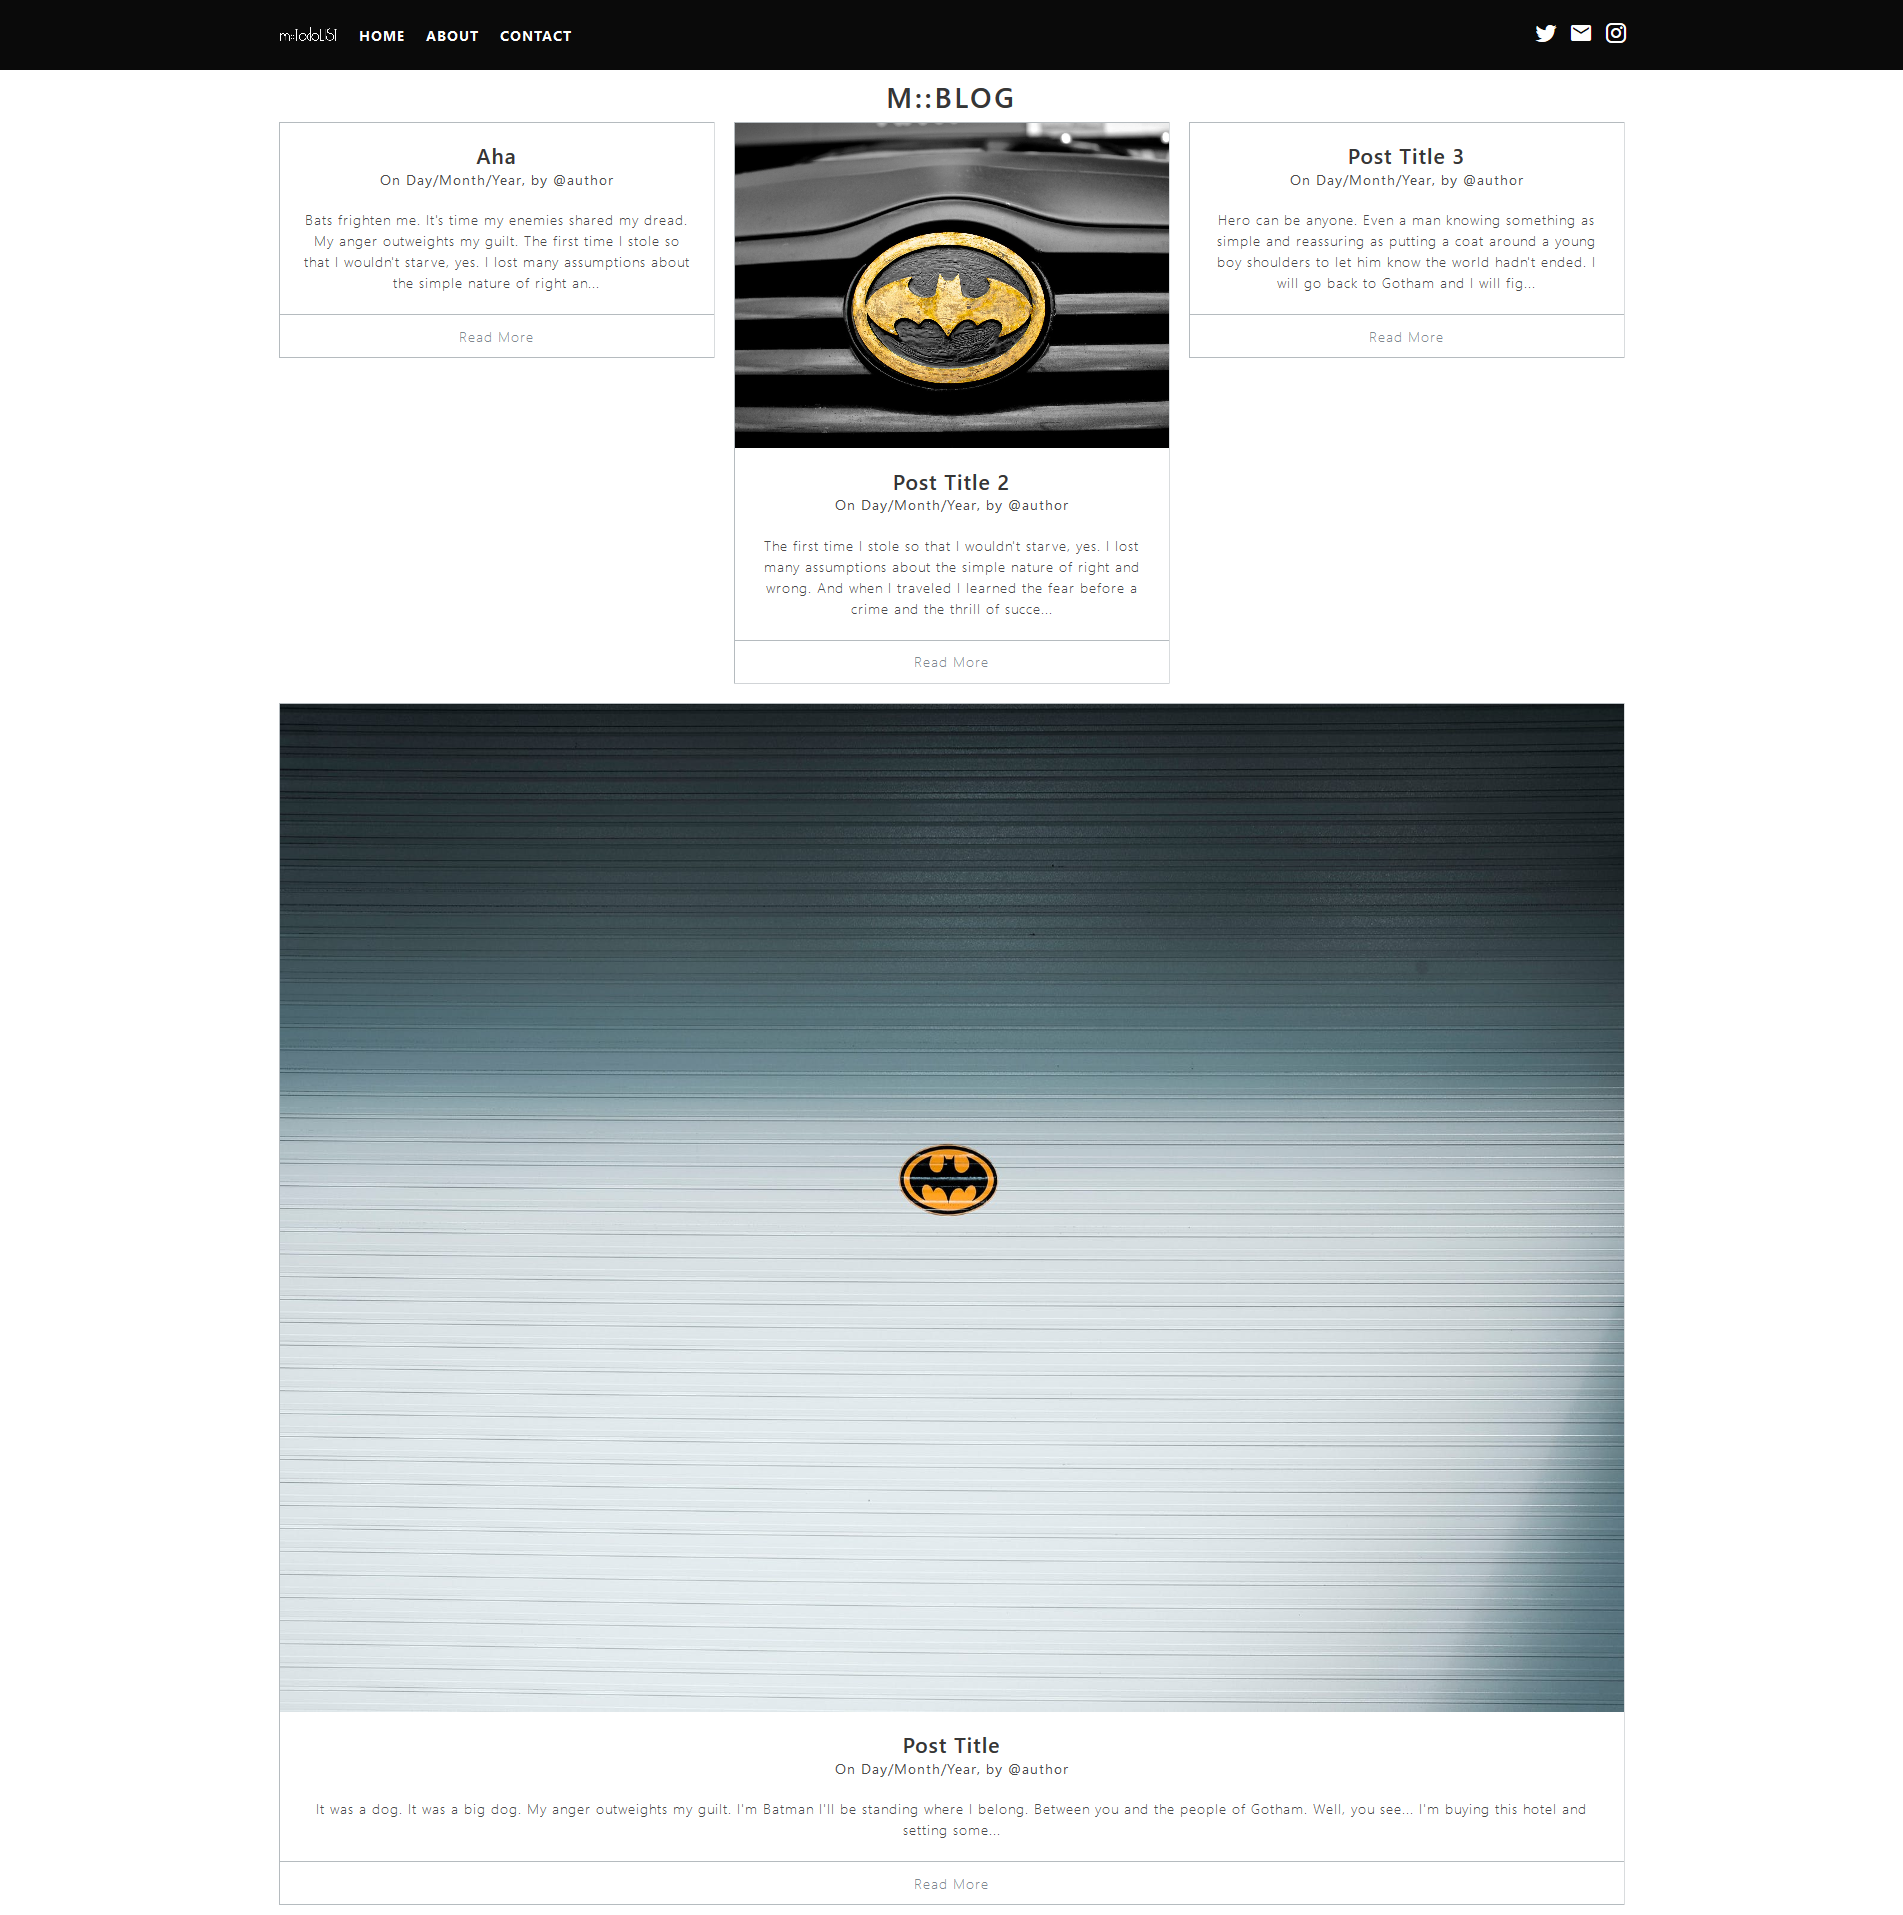 m::TodoLIST HOME ABOUT CONTACT
M::BLOG
Aha
On Day/Month/Year, by @author
Bats frighten me. It's time my enemies shared my dread.
My anger outweights my guilt. The first time I stole so
that I wouldn't starve, yes. I lost many assumptions about
the simple nature of right an...
Read More
Post Title 2
On Day/Month/Year, by @author
The first time I stole so that I wouldn't starve, yes. I lost
many assumptions about the simple nature of right and
wrong. And when I traveled I learned the fear before a
crime and the thrill of succe...
Read More
Post Title 3
On Day/Month/Year, by @author
Hero can be anyone. Even a man knowing something as
simple and reassuring as putting a coat around a young
boy shoulders to let him know the world hadn't ended. I
will go back to Gotham and I will fig...
Read More
Post Title
On Day/Month/Year, by @author
It was a dog. It was a big dog. My anger outweights my guilt. I'm Batman I'll be standing where I belong. Between you and the people of Gotham. Well, you see... I'm buying this hotel and
setting some...
Read More